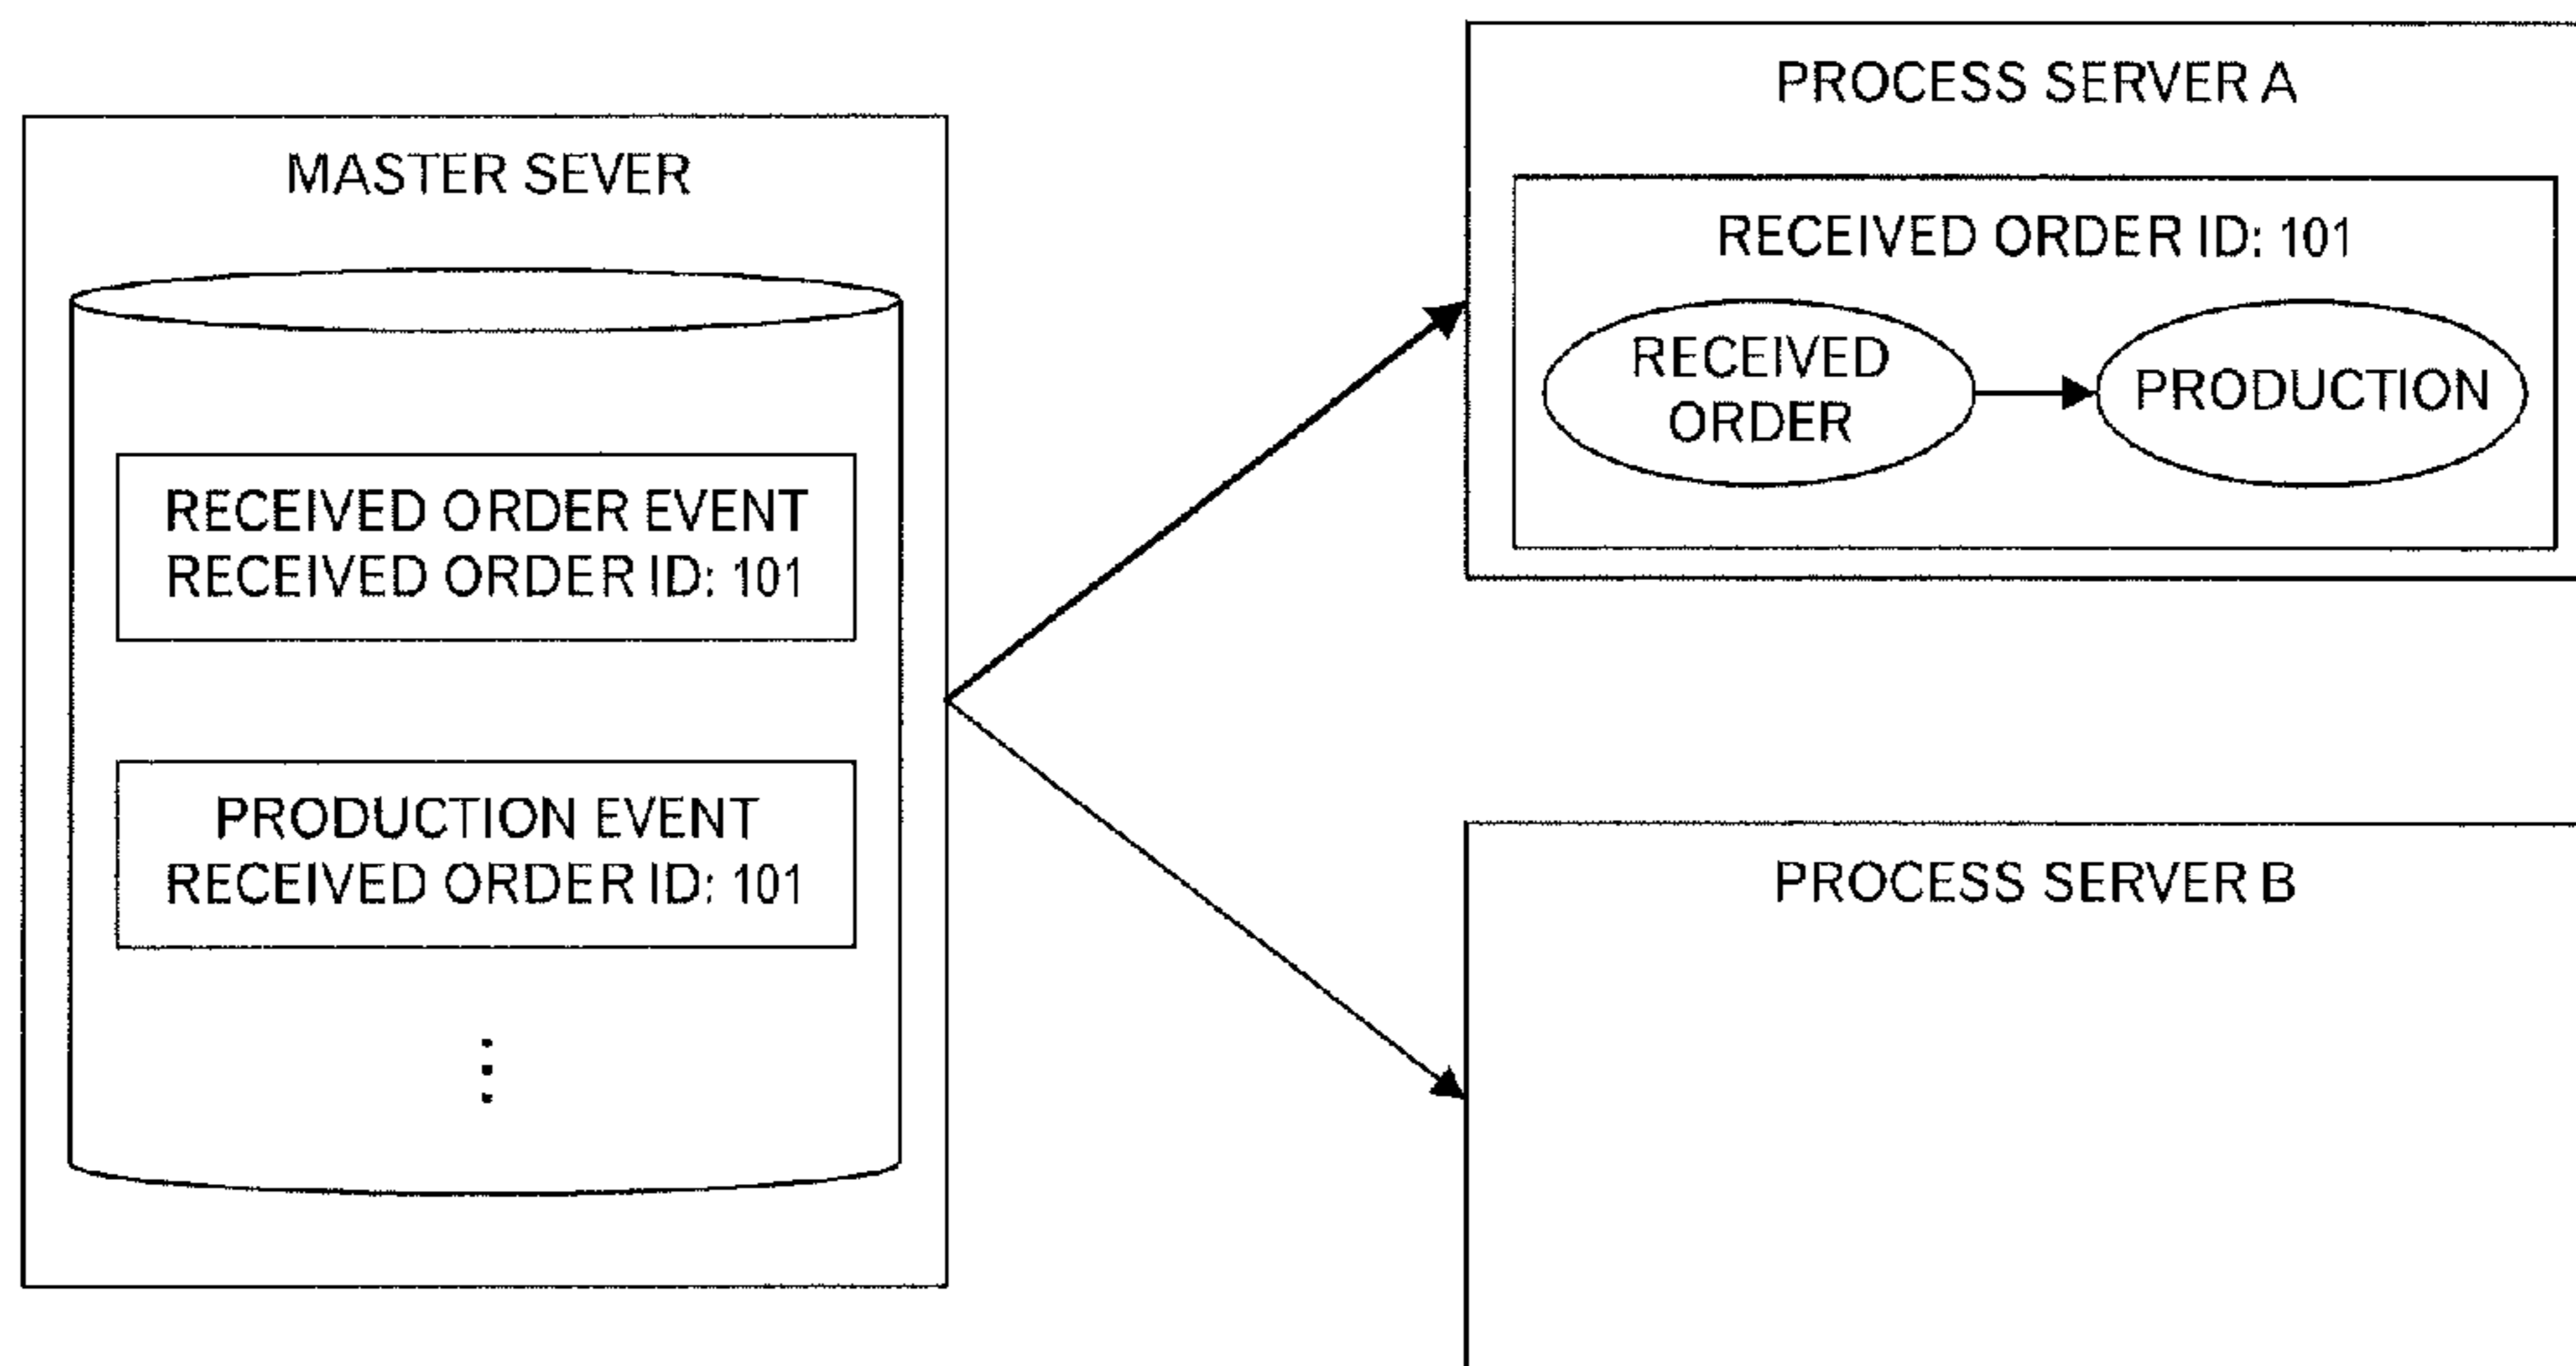 MASTER SEVER
RECEIVED ORDER EVENT
RECEIVED ORDER ID: 101
PRODUCTION EVENT
RECEIVED ORDER ID: 101
PROCESS SERVER A
RECEIVED ORDER ID: 101
RECEIVED
ORDER
PRODUCTION
PROCESS SERVER B